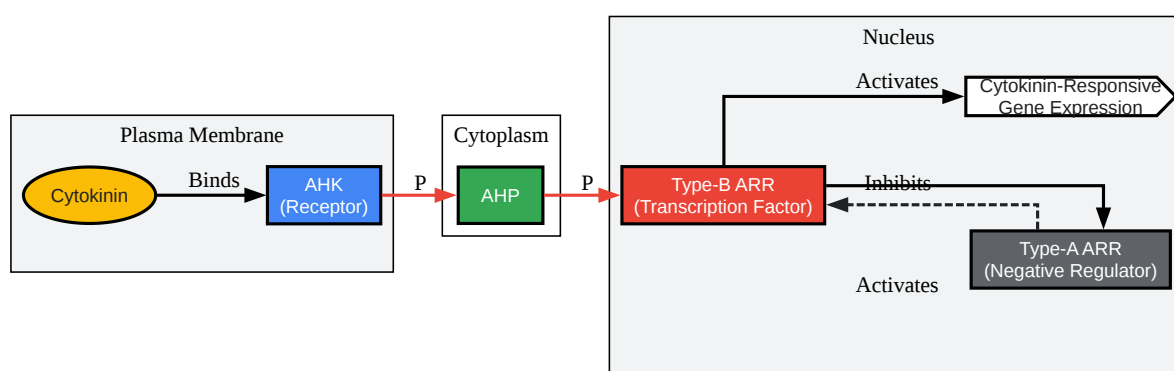 Nucleus
Activates
Cytokinin-Responsive
Gene Expression
Plasma Membrane
Cytoplasm
Cytokinin
Binds
AHK
(Receptor)
P
AHP
P
Type-B ARR
(Transcription Factor)
Inhibits
Type-A ARR
(Negative Regulator)
Activates